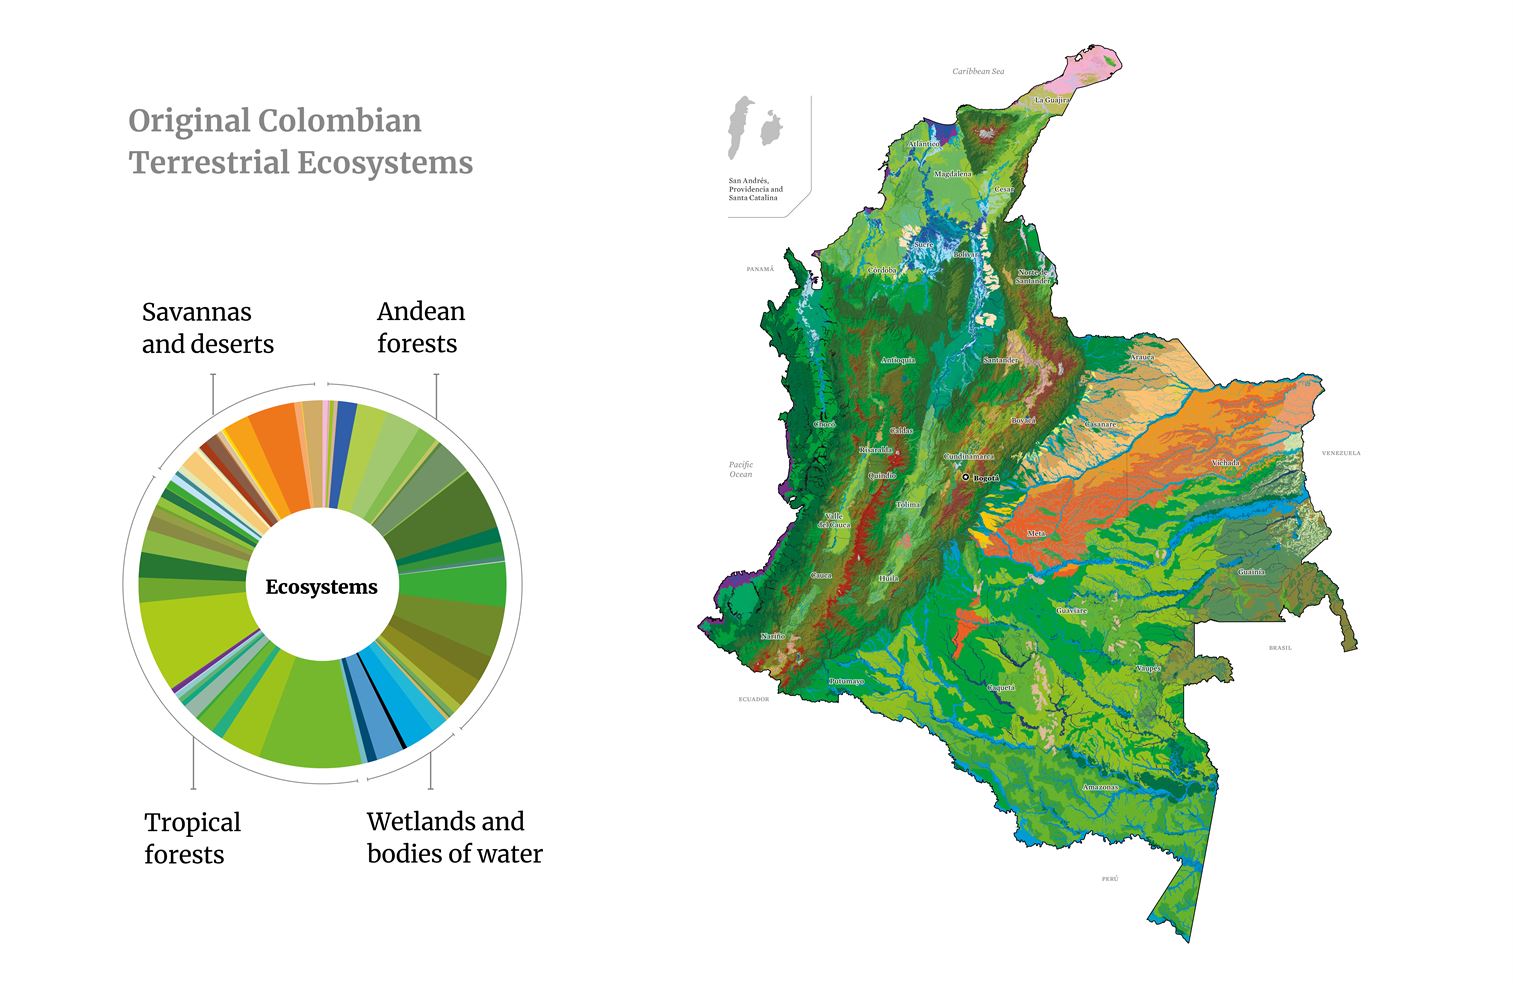 Original Colombian
Terrestrial Ecosystems
Savannas
and deserts
Andean
forests
Ecosystems
Tropical
forests
Wetlands and
bodies of water
Caribbean Sea
San Andrés,
Providencia and
Santa Catalina
La Guajira
Atlántico
Magdalena
Cesar
Sucre
Bolívar
Córdoba
Norte de
Santander
PANAMÁ
Antioquia
Santander
Arauca
Chocó
Caldas
Boyacá
Casanare
Risaralda
Cundinamarca
Vichada
VENEZUELA
Pacific
Ocean
Quindío
Bogotá
Tolima
Valle
del Cauca
Meta
Cauca
Huila
Guainía
Guaviare
Nariño
BRASIL
Vaupés
Putumayo
Caquetá
ECUADOR
Amazonas
PERÚ